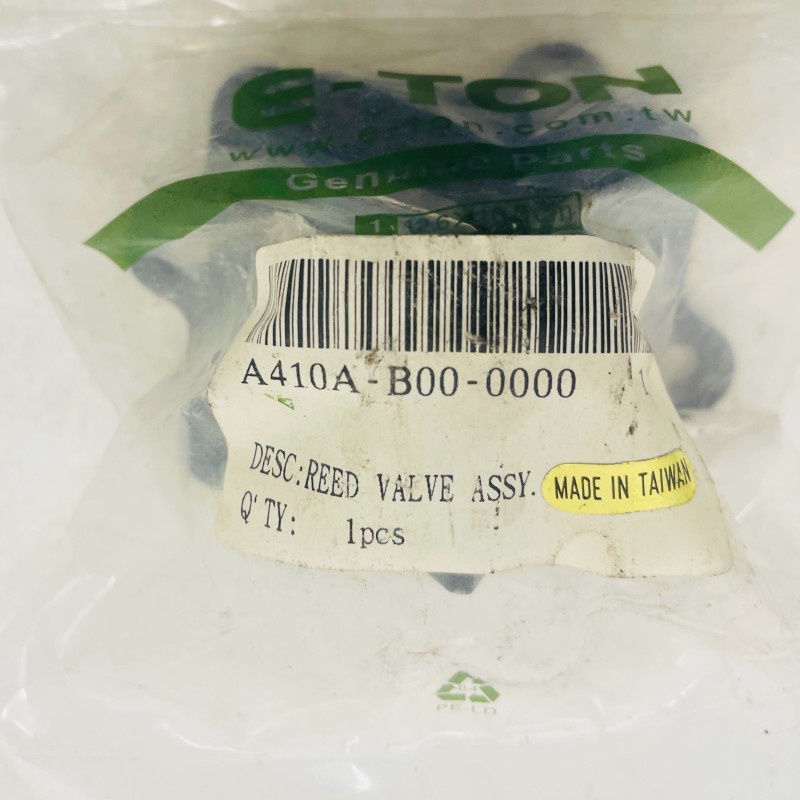 e-TON
www.e-ton.com.tw
Genuine Parts
A410A-B00-0000
DESC:REED VALVE ASSY.
MADE IN TAIWAN
Q'TY: 1pcs
PE-LD